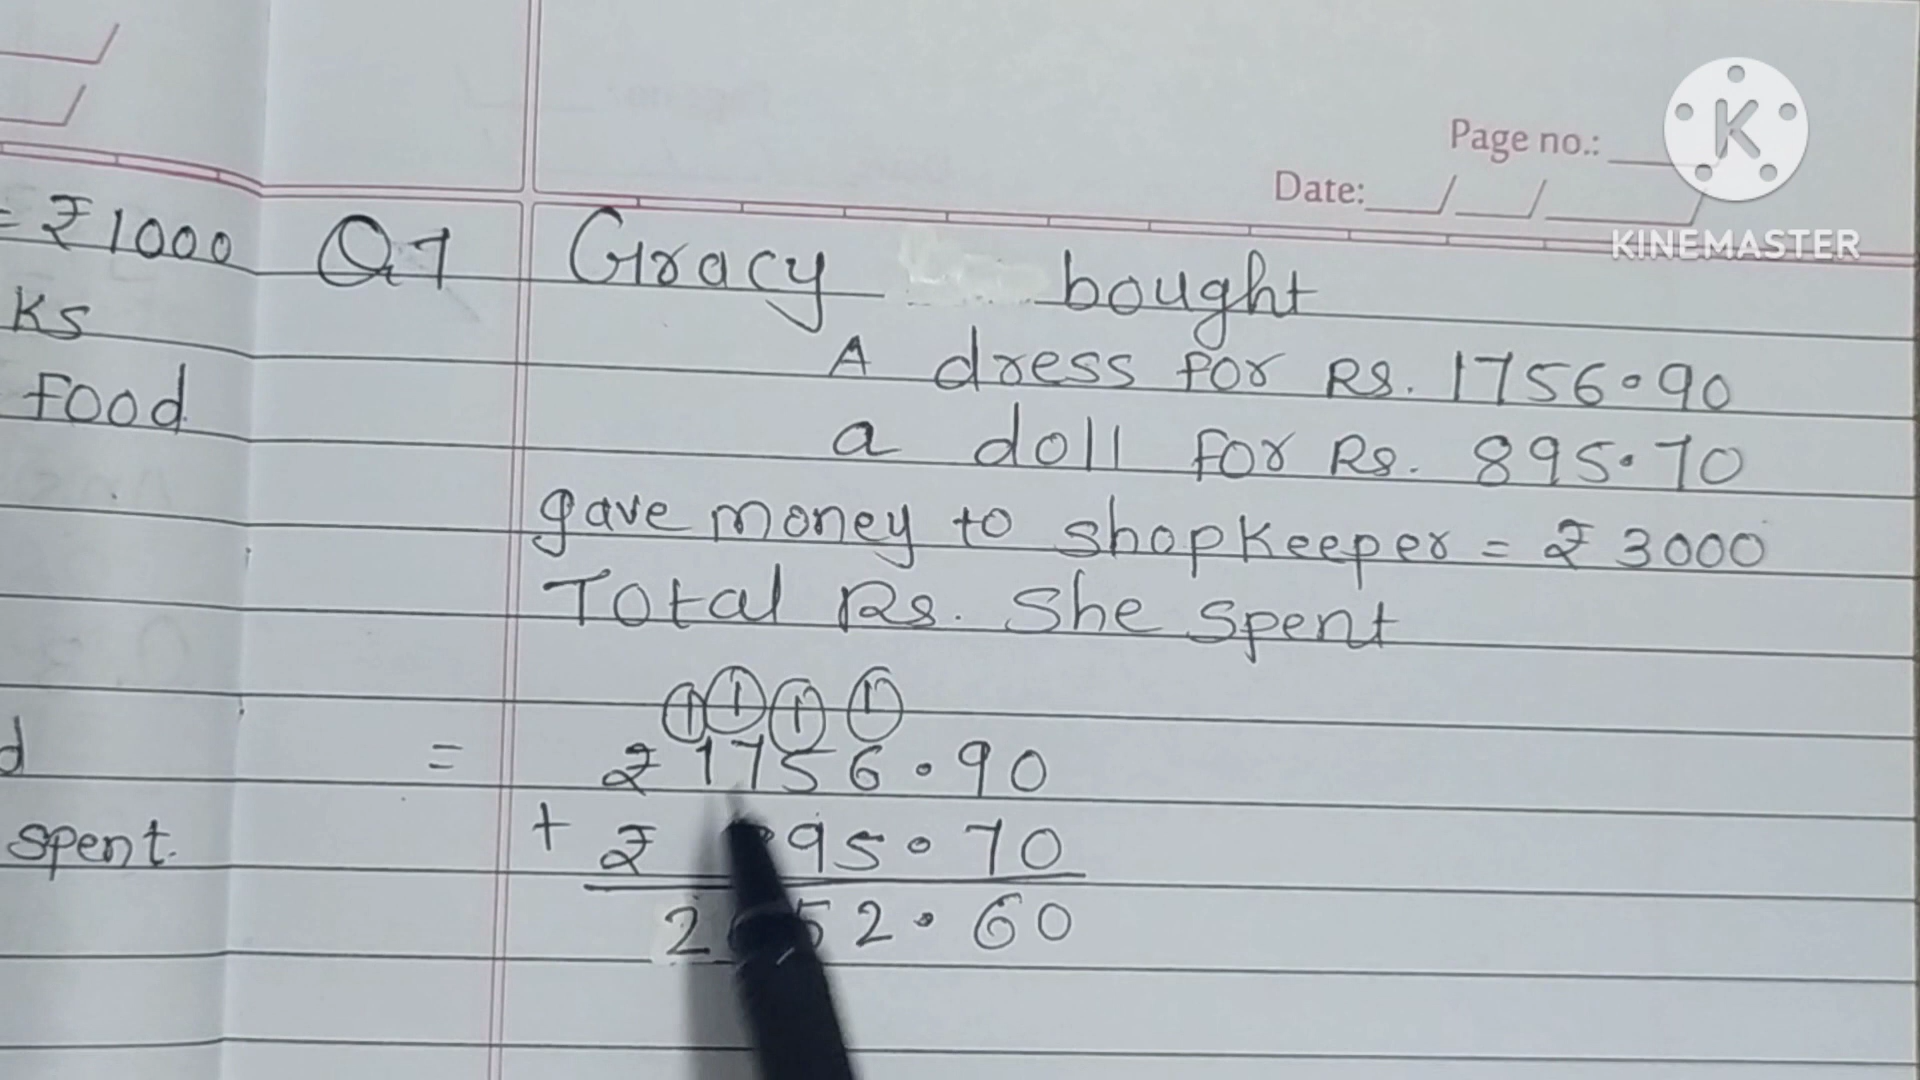 Page no.:
Date: / /
KINEMASTER
= ₹1000
Ks
Food
d
spent.
Q1 Gracy bought
A dress for Rs. 1756.90
a doll for Rs. 895.70
gave money to shopkeeper = ₹ 3000
Total Rs. She spent
1 1 1 1
= ₹ 1756.90
+ ₹ 95.70
2 52.60